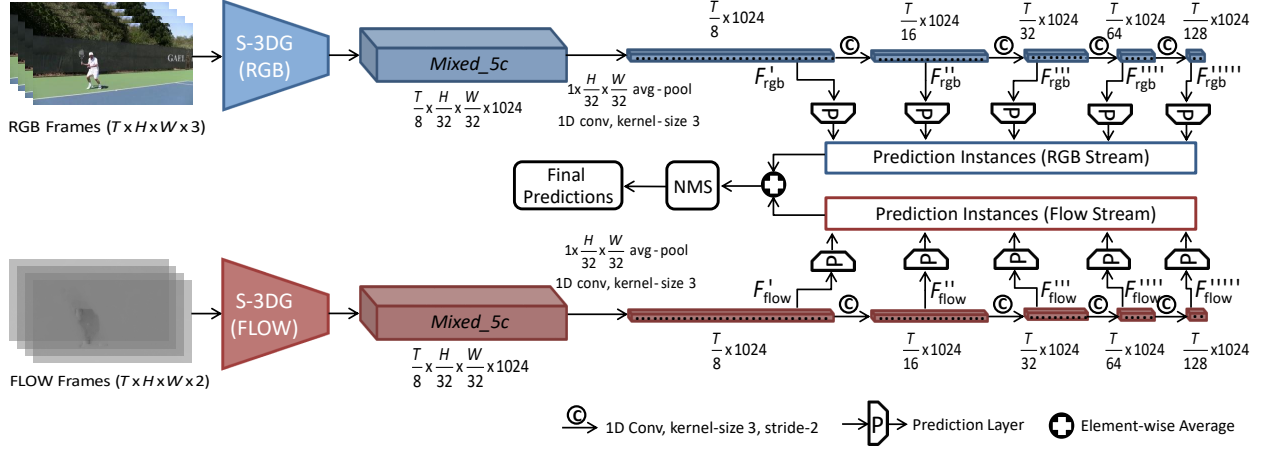 S-3DG
(RGB)
Mixed_5c
T/8 x H/32 x W/32 x 1024
1x H/32 x W/32 avg-pool
1D conv, kernel-size 3
T/8 x1024
T/16 x1024
T/32 x1024
T/64 x1024
T/128 x1024
C
C
C
C
F'rgb
F''rgb
F'''rgb
F''''rgb
F'''''rgb
GAEL
RGB Frames (T x H x W x 3)
P
P
P
P
P
Prediction Instances (RGB Stream)
Final
Predictions
NMS
Prediction Instances (Flow Stream)
P
P
P
P
P
1x H/32 x W/32 avg-pool
1D conv, kernel-size 3
F'flow
F''flow
F'''flow
F''''flow
F'''''flow
C
C
C
C
S-3DG
(FLOW)
Mixed_5c
T/8 x H/32 x W/32 x1024
T/8 x1024
T/16 x1024
T/32 x1024
T/64 x1024
T/128 x1024
FLOW Frames (T x H x W x 2)
C 1D Conv, kernel-size 3, stride-2
P Prediction Layer
Element-wise Average